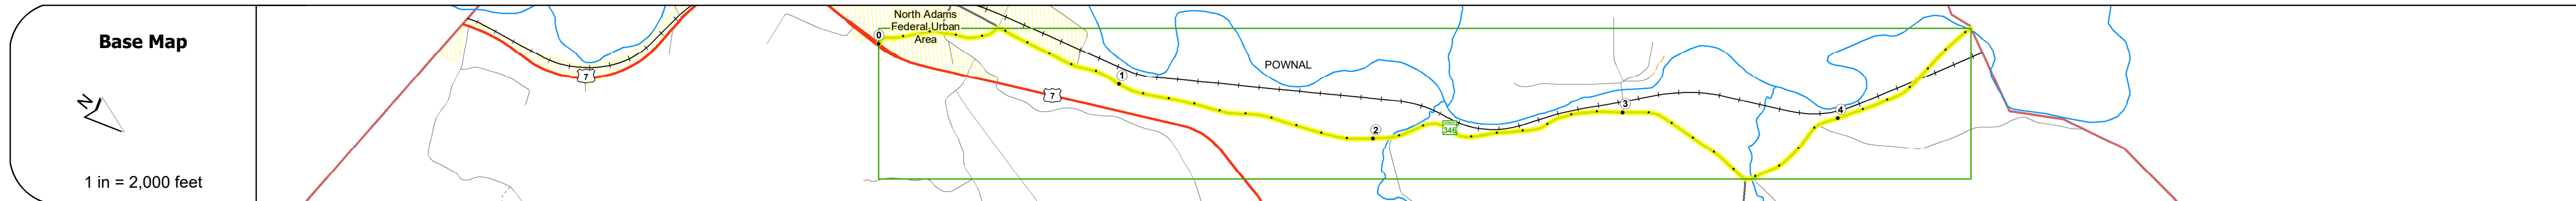 Base Map
N
1 in = 2,000 feet
7
North Adams
Federal-Urban
Area
0
7
1
POWNAL
2
346
3
4